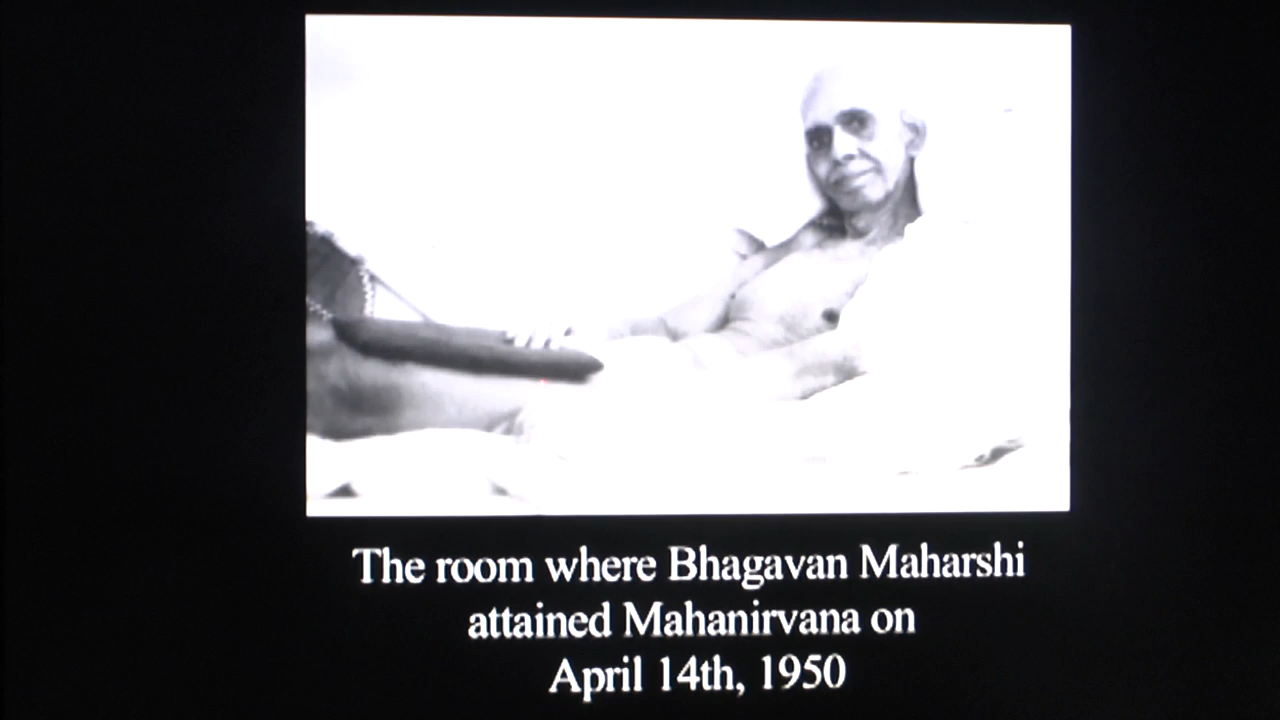 The room where Bhagavan Maharshi
attained Mahanirvana on
April 14th, 1950